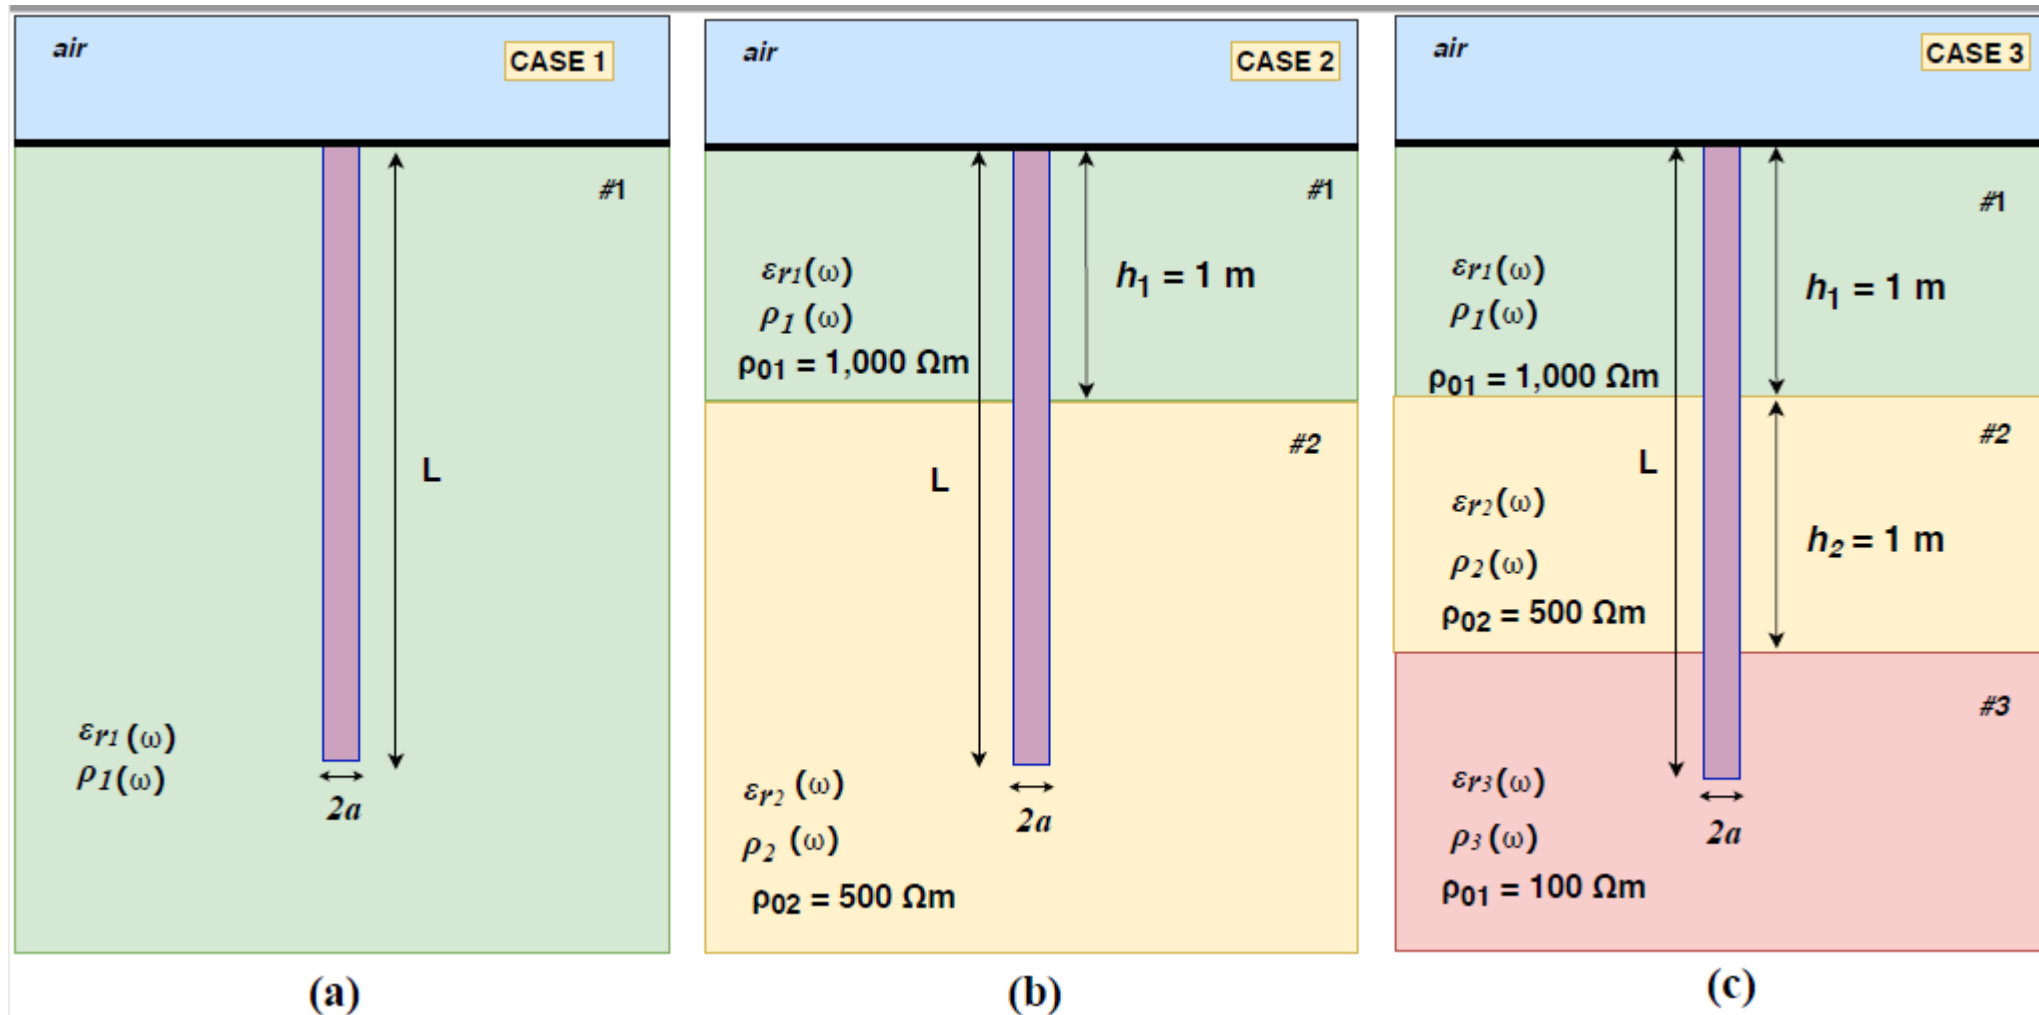 air
CASE 1
#1
L
εr1(ω)
ρ1(ω)
2a
(a)
air
CASE 2
#1
εr1(ω)
h1 = 1 m
ρ1 (ω)
ρ01 = 1,000 Ωm
#2
L
εr2 (ω)
2a
ρ2 (ω)
ρ02 = 500 Ωm
(b)
air
CASE 3
#1
εr1(ω)
h1 = 1 m
ρ1(ω)
ρ01 = 1,000 Ωm
#2
L
εr2(ω)
h2 = 1 m
ρ2(ω)
ρ02 = 500 Ωm
#3
εr3(ω)
2a
ρ3(ω)
ρ01 = 100 Ωm
(c)